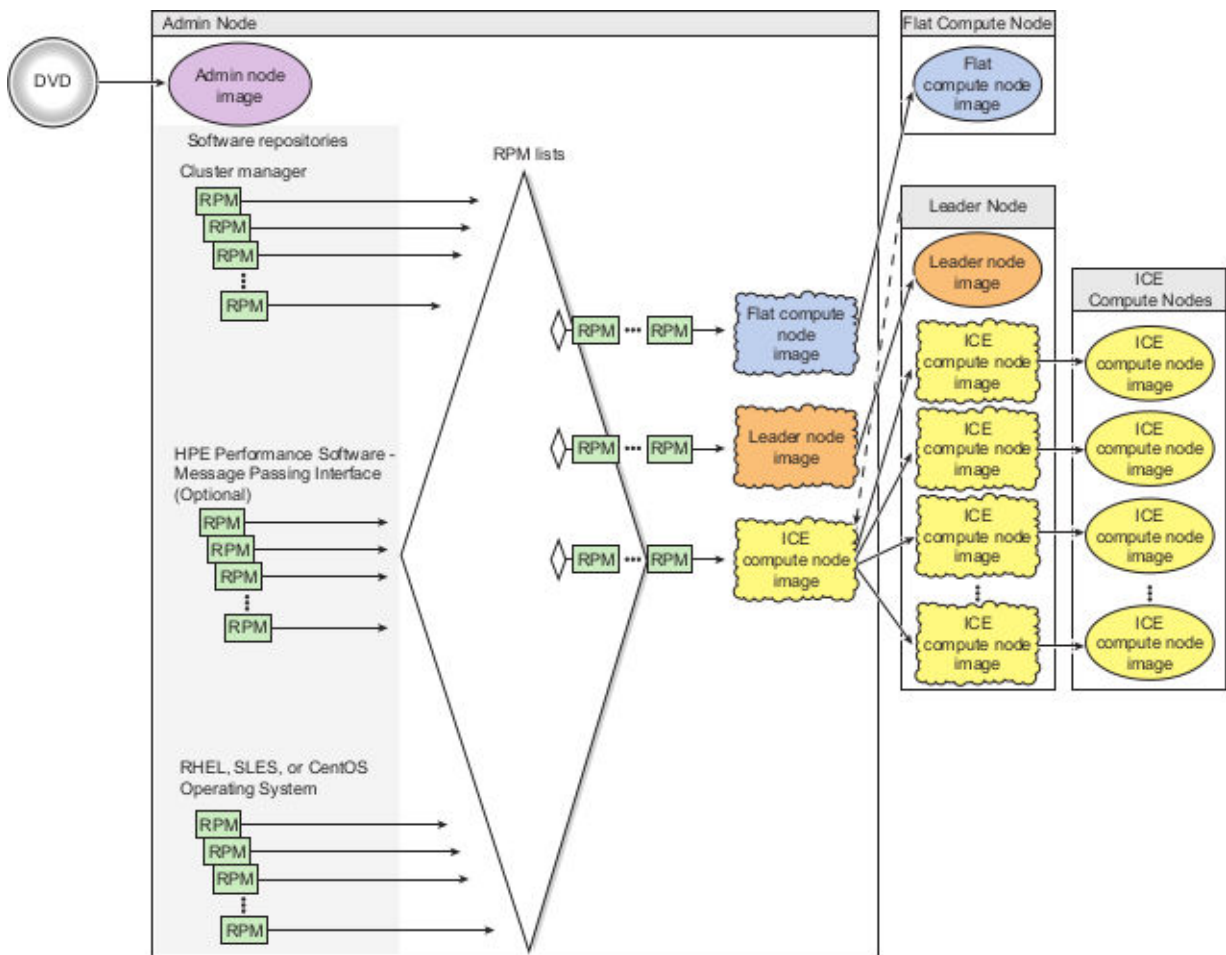 Admin Node
DVD
Admin node
image
Software repositories
Cluster manager
RPM
RPM
RPM
RPM
HPE Performance Software -
Message Passing Interface
(Optional)
RPM
RPM
RPM
RPM
RHEL, SLES, or CentOS
Operating System
RPM
RPM
RPM
RPM
RPM lists
RPM
RPM
Flat compute
node
image
RPM
RPM
Leader node
image
RPM
RPM
ICE
compute node
image
Flat Compute Node
Flat
compute node
image
Leader Node
Leader node
image
ICE
compute node
image
ICE
compute node
image
ICE
compute node
image
ICE
compute node
image
ICE
Compute Nodes
ICE
compute node
image
ICE
compute node
image
ICE
compute node
image
ICE
compute node
image